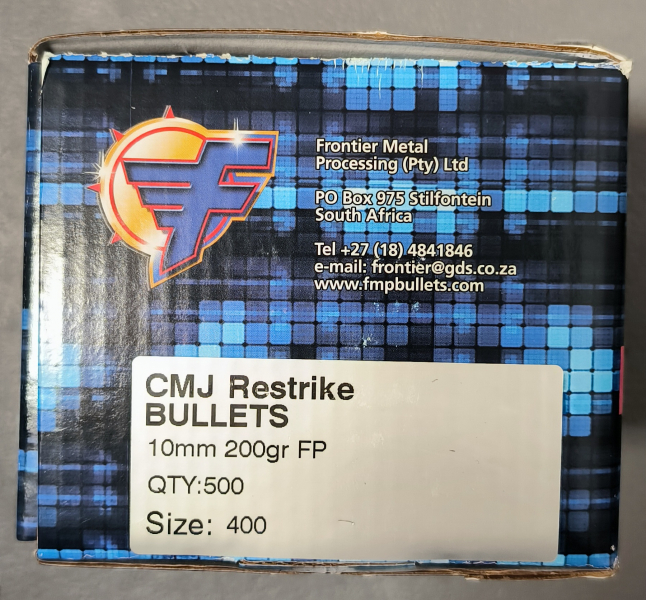 Frontier Metal
Processing (Pty) Ltd
PO Box 975 Stilfontein
South Africa
Tel +27 (18) 4841846
e-mail: frontier@gds.co.za
www.fmpbullets.com
CMJ Restrike
BULLETS
10mm 200gr FP
QTY:500
Size: 400